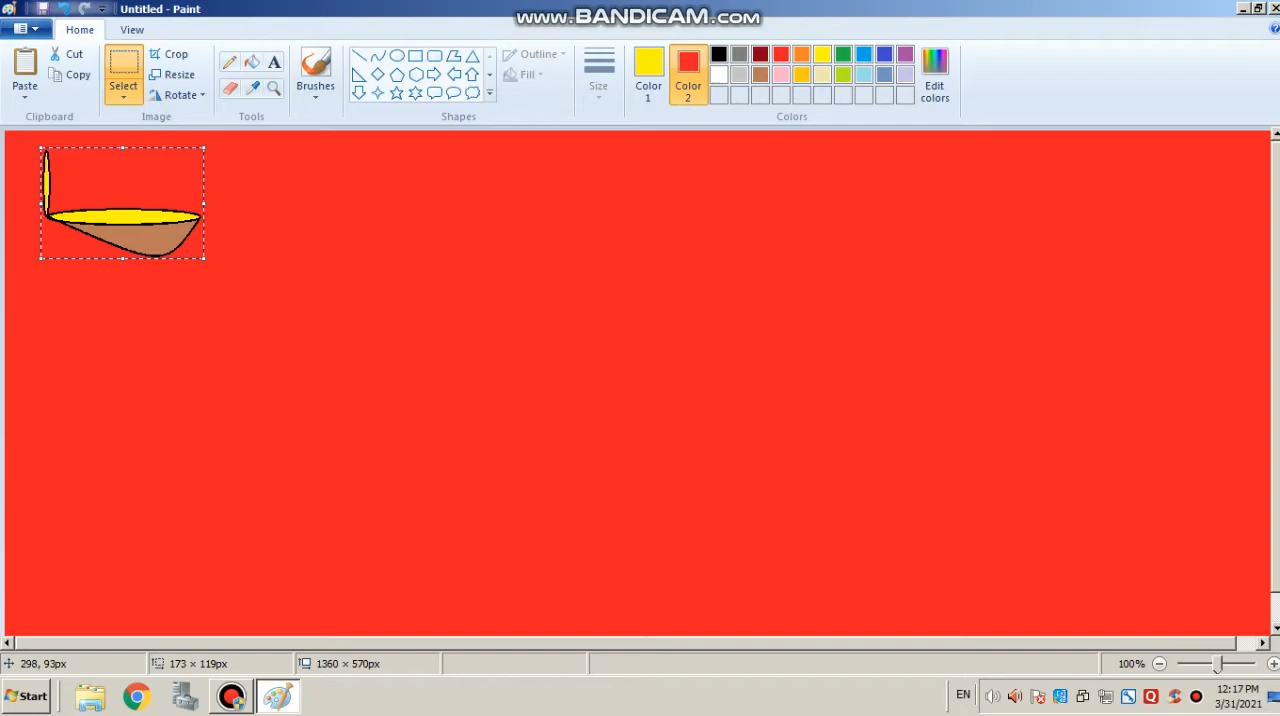 Untitled - Paint
WWW.BANDICAM.COM
Home
View
Paste
Cut
Copy
Clipboard
Select
Crop
Resize
Rotate
Image
Tools
Brushes
Outline
Fill
Shapes
Size
Color 1
Color 2
Edit colors
Colors
298, 93px
173 × 119px
1360 × 570px
100%
Start
EN
12:17 PM
3/31/2021